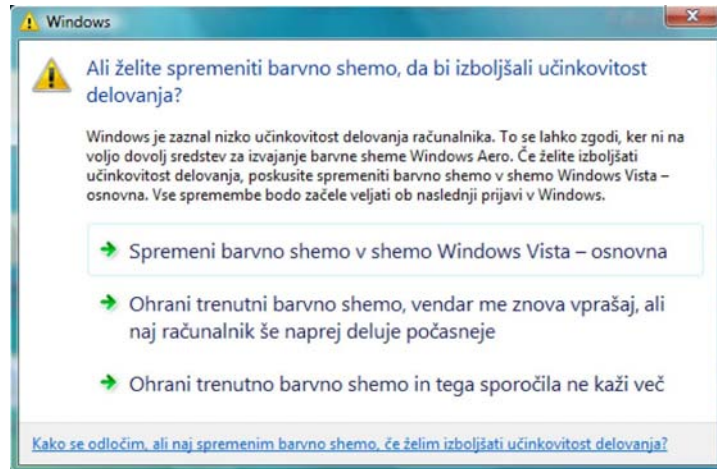 Windows
Ali želite spremeniti barvno shemo, da bi izboljšali učinkovitost
delovanja?
Windows je zaznal nizko učinkovitost delovanja računalnika. To se lahko zgodi, ker ni na
voljo dovolj sredstev za izvajanje barvne sheme Windows Aero. Če želite izboljšati
učinkovitost delovanja, poskusite spremeniti barvno shemo v shemo Windows Vista –
osnovna. Vse spremembe bodo začele veljati ob naslednji prijavi v Windows.
Spremeni barvno shemo v shemo Windows Vista – osnovna
Ohrani trenutni barvno shemo, vendar me znova vprašaj, ali
naj računalnik še naprej deluje počasneje
Ohrani trenutno barvno shemo in tega sporočila ne kaži več
Kako se odločim, ali naj spremenim barvno shemo, če želim izboljšati učinkovitost delovanja?